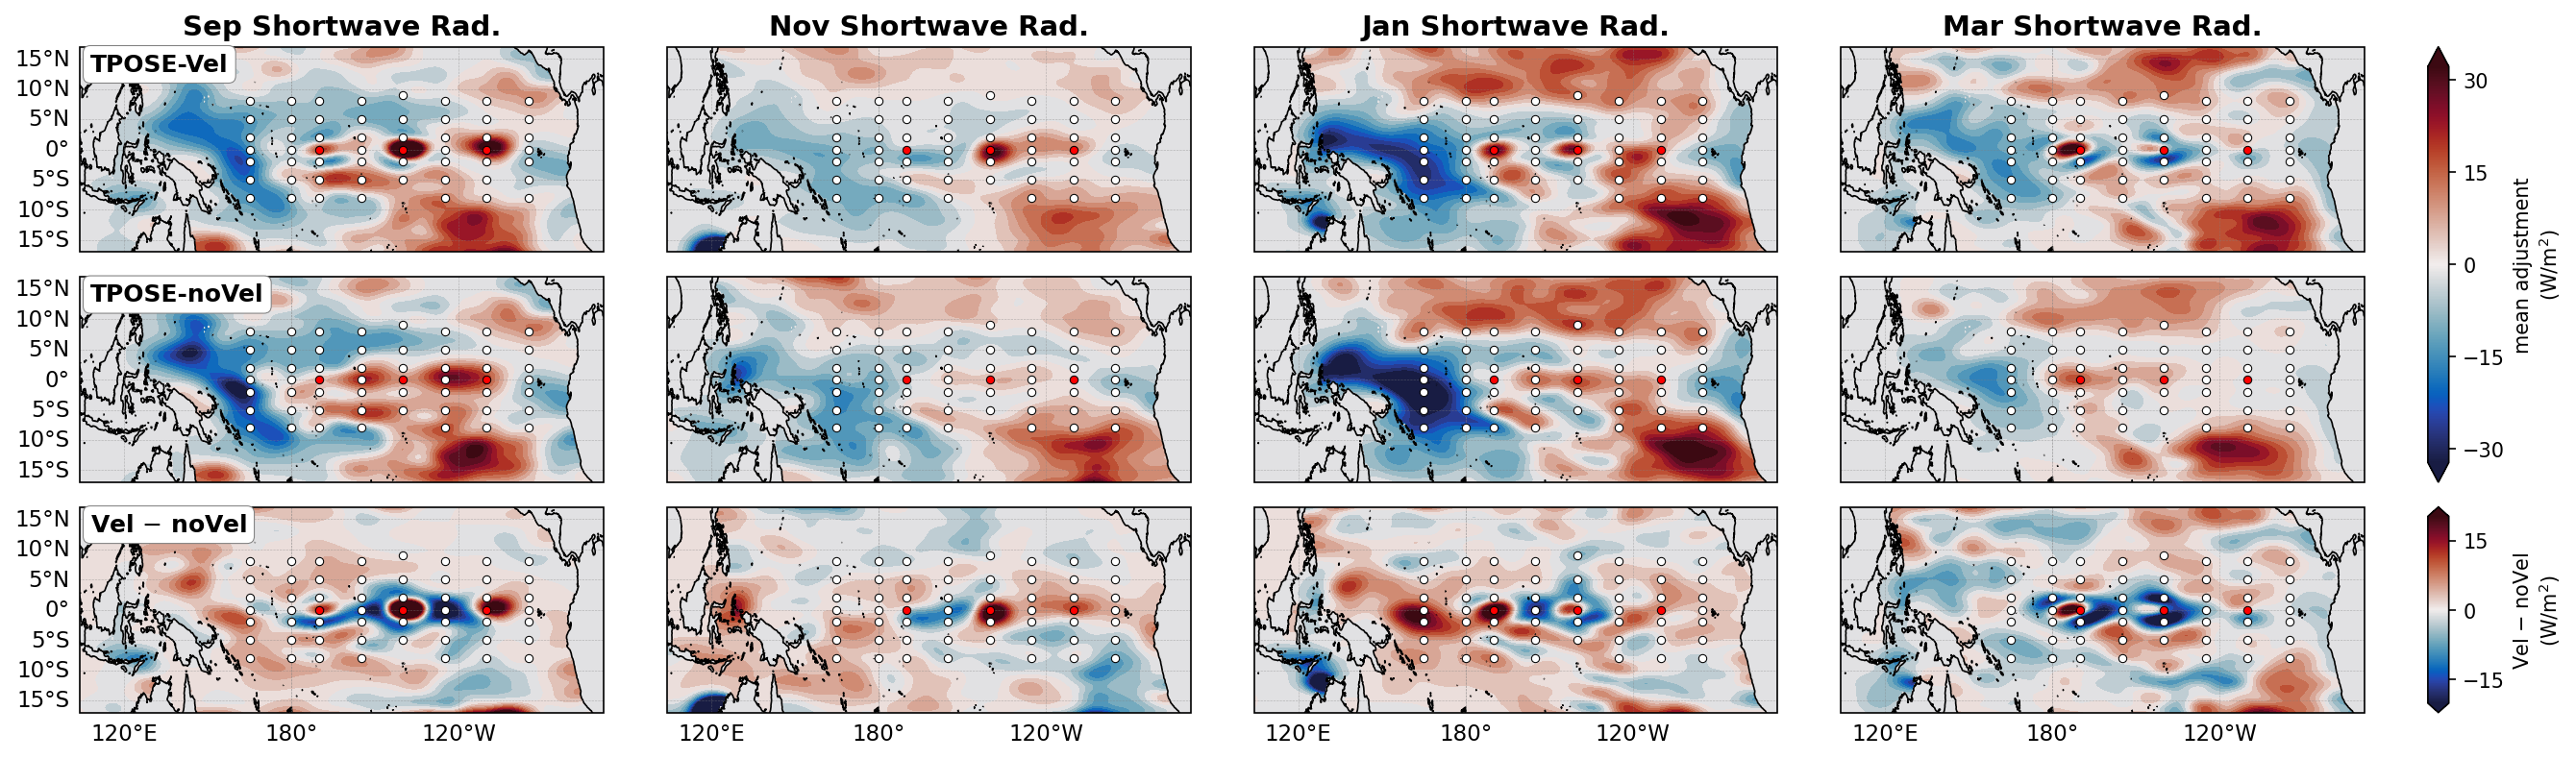 Sep Shortwave Rad.
Nov Shortwave Rad.
Jan Shortwave Rad.
Mar Shortwave Rad.
TPOSE-Vel
15°N
10°N
5°N
0°
5°S
10°S
15°S
TPOSE-noVel
15°N
10°N
5°N
0°
5°S
10°S
15°S
Vel − noVel
15°N
10°N
5°N
0°
5°S
10°S
15°S
120°E 180° 120°W
120°E 180° 120°W
120°E 180° 120°W
120°E 180° 120°W
30
15
0
−15
−30
mean adjustment
(W/m²)
15
0
−15
Vel − noVel
(W/m²)